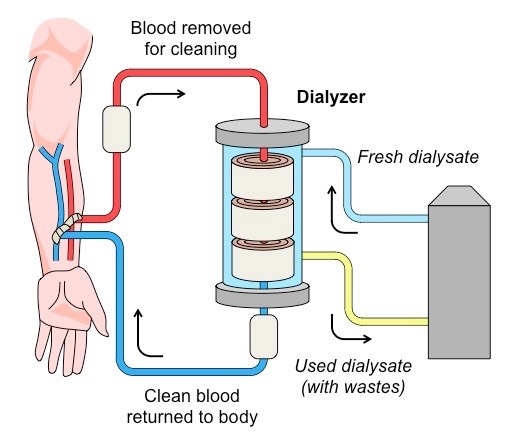 Blood removed
for cleaning
Dialyzer
Fresh dialysate
Used dialysate
(with wastes)
Clean blood
returned to body